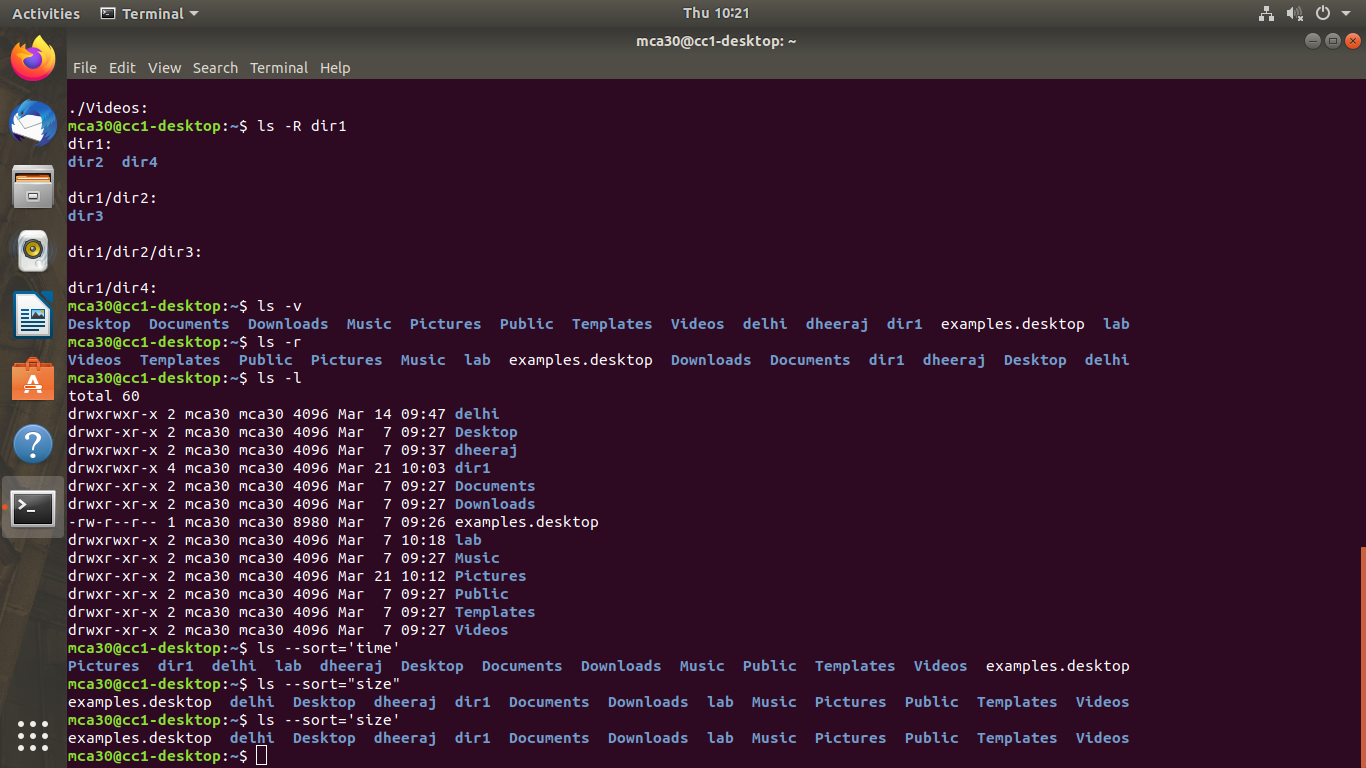 Activities Terminal Thu 10:21
mca30@cc1-desktop: ~
File Edit View Search Terminal Help
./Videos:
mca30@cc1-desktop:~$ ls -R dir1
dir1:
dir2  dir4
dir1/dir2:
dir3
dir1/dir2/dir3:
dir1/dir4:
mca30@cc1-desktop:~$ ls -v
Desktop  Documents  Downloads  Music  Pictures  Public  Templates  Videos  delhi  dheeraj  dir1  examples.desktop  lab
mca30@cc1-desktop:~$ ls -r
Videos  Templates  Public  Pictures  Music  lab  examples.desktop  Downloads  Documents  dir1  dheeraj  Desktop  delhi
mca30@cc1-desktop:~$ ls -l
total 60
drwxrwxr-x 2 mca30 mca30 4096 Mar 14 09:47 delhi
drwxr-xr-x 2 mca30 mca30 4096 Mar  7 09:27 Desktop
drwxrwxr-x 2 mca30 mca30 4096 Mar  7 09:37 dheeraj
drwxrwxr-x 4 mca30 mca30 4096 Mar 21 10:03 dir1
drwxr-xr-x 2 mca30 mca30 4096 Mar  7 09:27 Documents
drwxr-xr-x 2 mca30 mca30 4096 Mar  7 09:27 Downloads
-rw-r--r-- 1 mca30 mca30 8980 Mar  7 09:26 examples.desktop
drwxrwxr-x 2 mca30 mca30 4096 Mar  7 10:18 lab
drwxr-xr-x 2 mca30 mca30 4096 Mar  7 09:27 Music
drwxr-xr-x 2 mca30 mca30 4096 Mar 21 10:12 Pictures
drwxr-xr-x 2 mca30 mca30 4096 Mar  7 09:27 Public
drwxr-xr-x 2 mca30 mca30 4096 Mar  7 09:27 Templates
drwxr-xr-x 2 mca30 mca30 4096 Mar  7 09:27 Videos
mca30@cc1-desktop:~$ ls --sort='time'
Pictures  dir1  delhi  lab  dheeraj  Desktop  Documents  Downloads  Music  Public  Templates  Videos  examples.desktop
mca30@cc1-desktop:~$ ls --sort="size"
examples.desktop  delhi  Desktop  dheeraj  dir1  Documents  Downloads  lab  Music  Pictures  Public  Templates  Videos
mca30@cc1-desktop:~$ ls --sort='size'
examples.desktop  delhi  Desktop  dheeraj  dir1  Documents  Downloads  lab  Music  Pictures  Public  Templates  Videos
mca30@cc1-desktop:~$